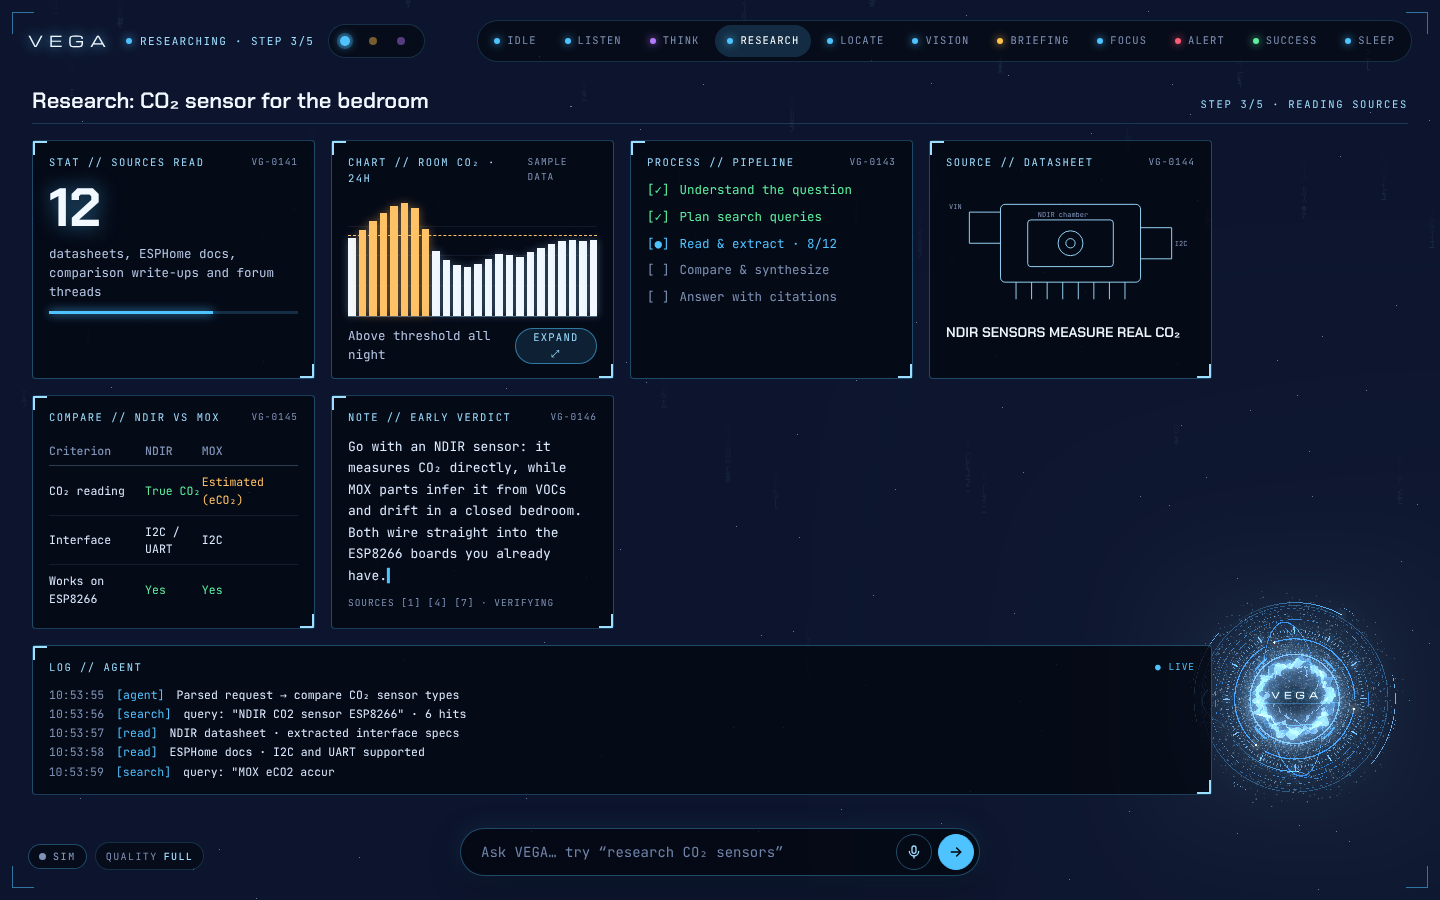 VEGA
RESEARCHING · STEP 3/5
IDLE
LISTEN
THINK
RESEARCH
LOCATE
VISION
BRIEFING
FOCUS
ALERT
SUCCESS
SLEEP
Research: CO₂ sensor for the bedroom
STEP 3/5 · READING SOURCES
STAT // SOURCES READ
VG-0141
12
datasheets, ESPHome docs,
comparison write-ups and forum
threads
CHART // ROOM CO₂ ·
24H
SAMPLE
DATA
Above threshold all
night
EXPAND
⤢
PROCESS // PIPELINE
VG-0143
[✓] Understand the question
[✓] Plan search queries
[●] Read & extract · 8/12
[ ] Compare & synthesize
[ ] Answer with citations
SOURCE // DATASHEET
VG-0144
VIN
NDIR chamber
I2C
NDIR SENSORS MEASURE REAL CO₂
COMPARE // NDIR VS MOX
VG-0145
Criterion NDIR MOX
CO₂ reading True CO₂ Estimated
(eCO₂)
Interface I2C /
UART I2C
Works on
ESP8266 Yes Yes
NOTE // EARLY VERDICT
VG-0146
Go with an NDIR sensor: it
measures CO₂ directly, while
MOX parts infer it from VOCs
and drift in a closed bedroom.
Both wire straight into the
ESP8266 boards you already
have.
SOURCES [1] [4] [7] · VERIFYING
LOG // AGENT
LIVE
10:53:55 [agent] Parsed request → compare CO₂ sensor types
10:53:56 [search] query: "NDIR CO2 sensor ESP8266" · 6 hits
10:53:57 [read] NDIR datasheet · extracted interface specs
10:53:58 [read] ESPHome docs · I2C and UART supported
10:53:59 [search] query: "MOX eCO2 accur
VEGA
SIM
QUALITY FULL
Ask VEGA… try “research CO₂ sensors”